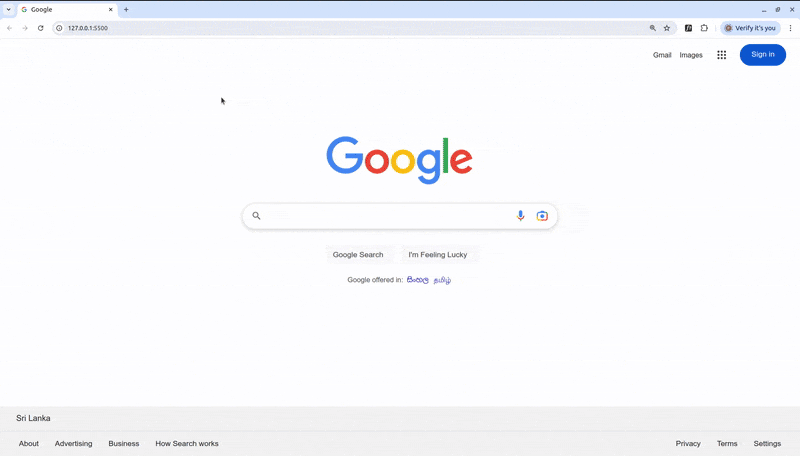 Google
127.0.0.1:5500
Verify it's you
Gmail Images Sign in
Google
Google Search I'm Feeling Lucky
Google offered in: සිංහල தமிழ்
Sri Lanka
About Advertising Business How Search works Privacy Terms Settings